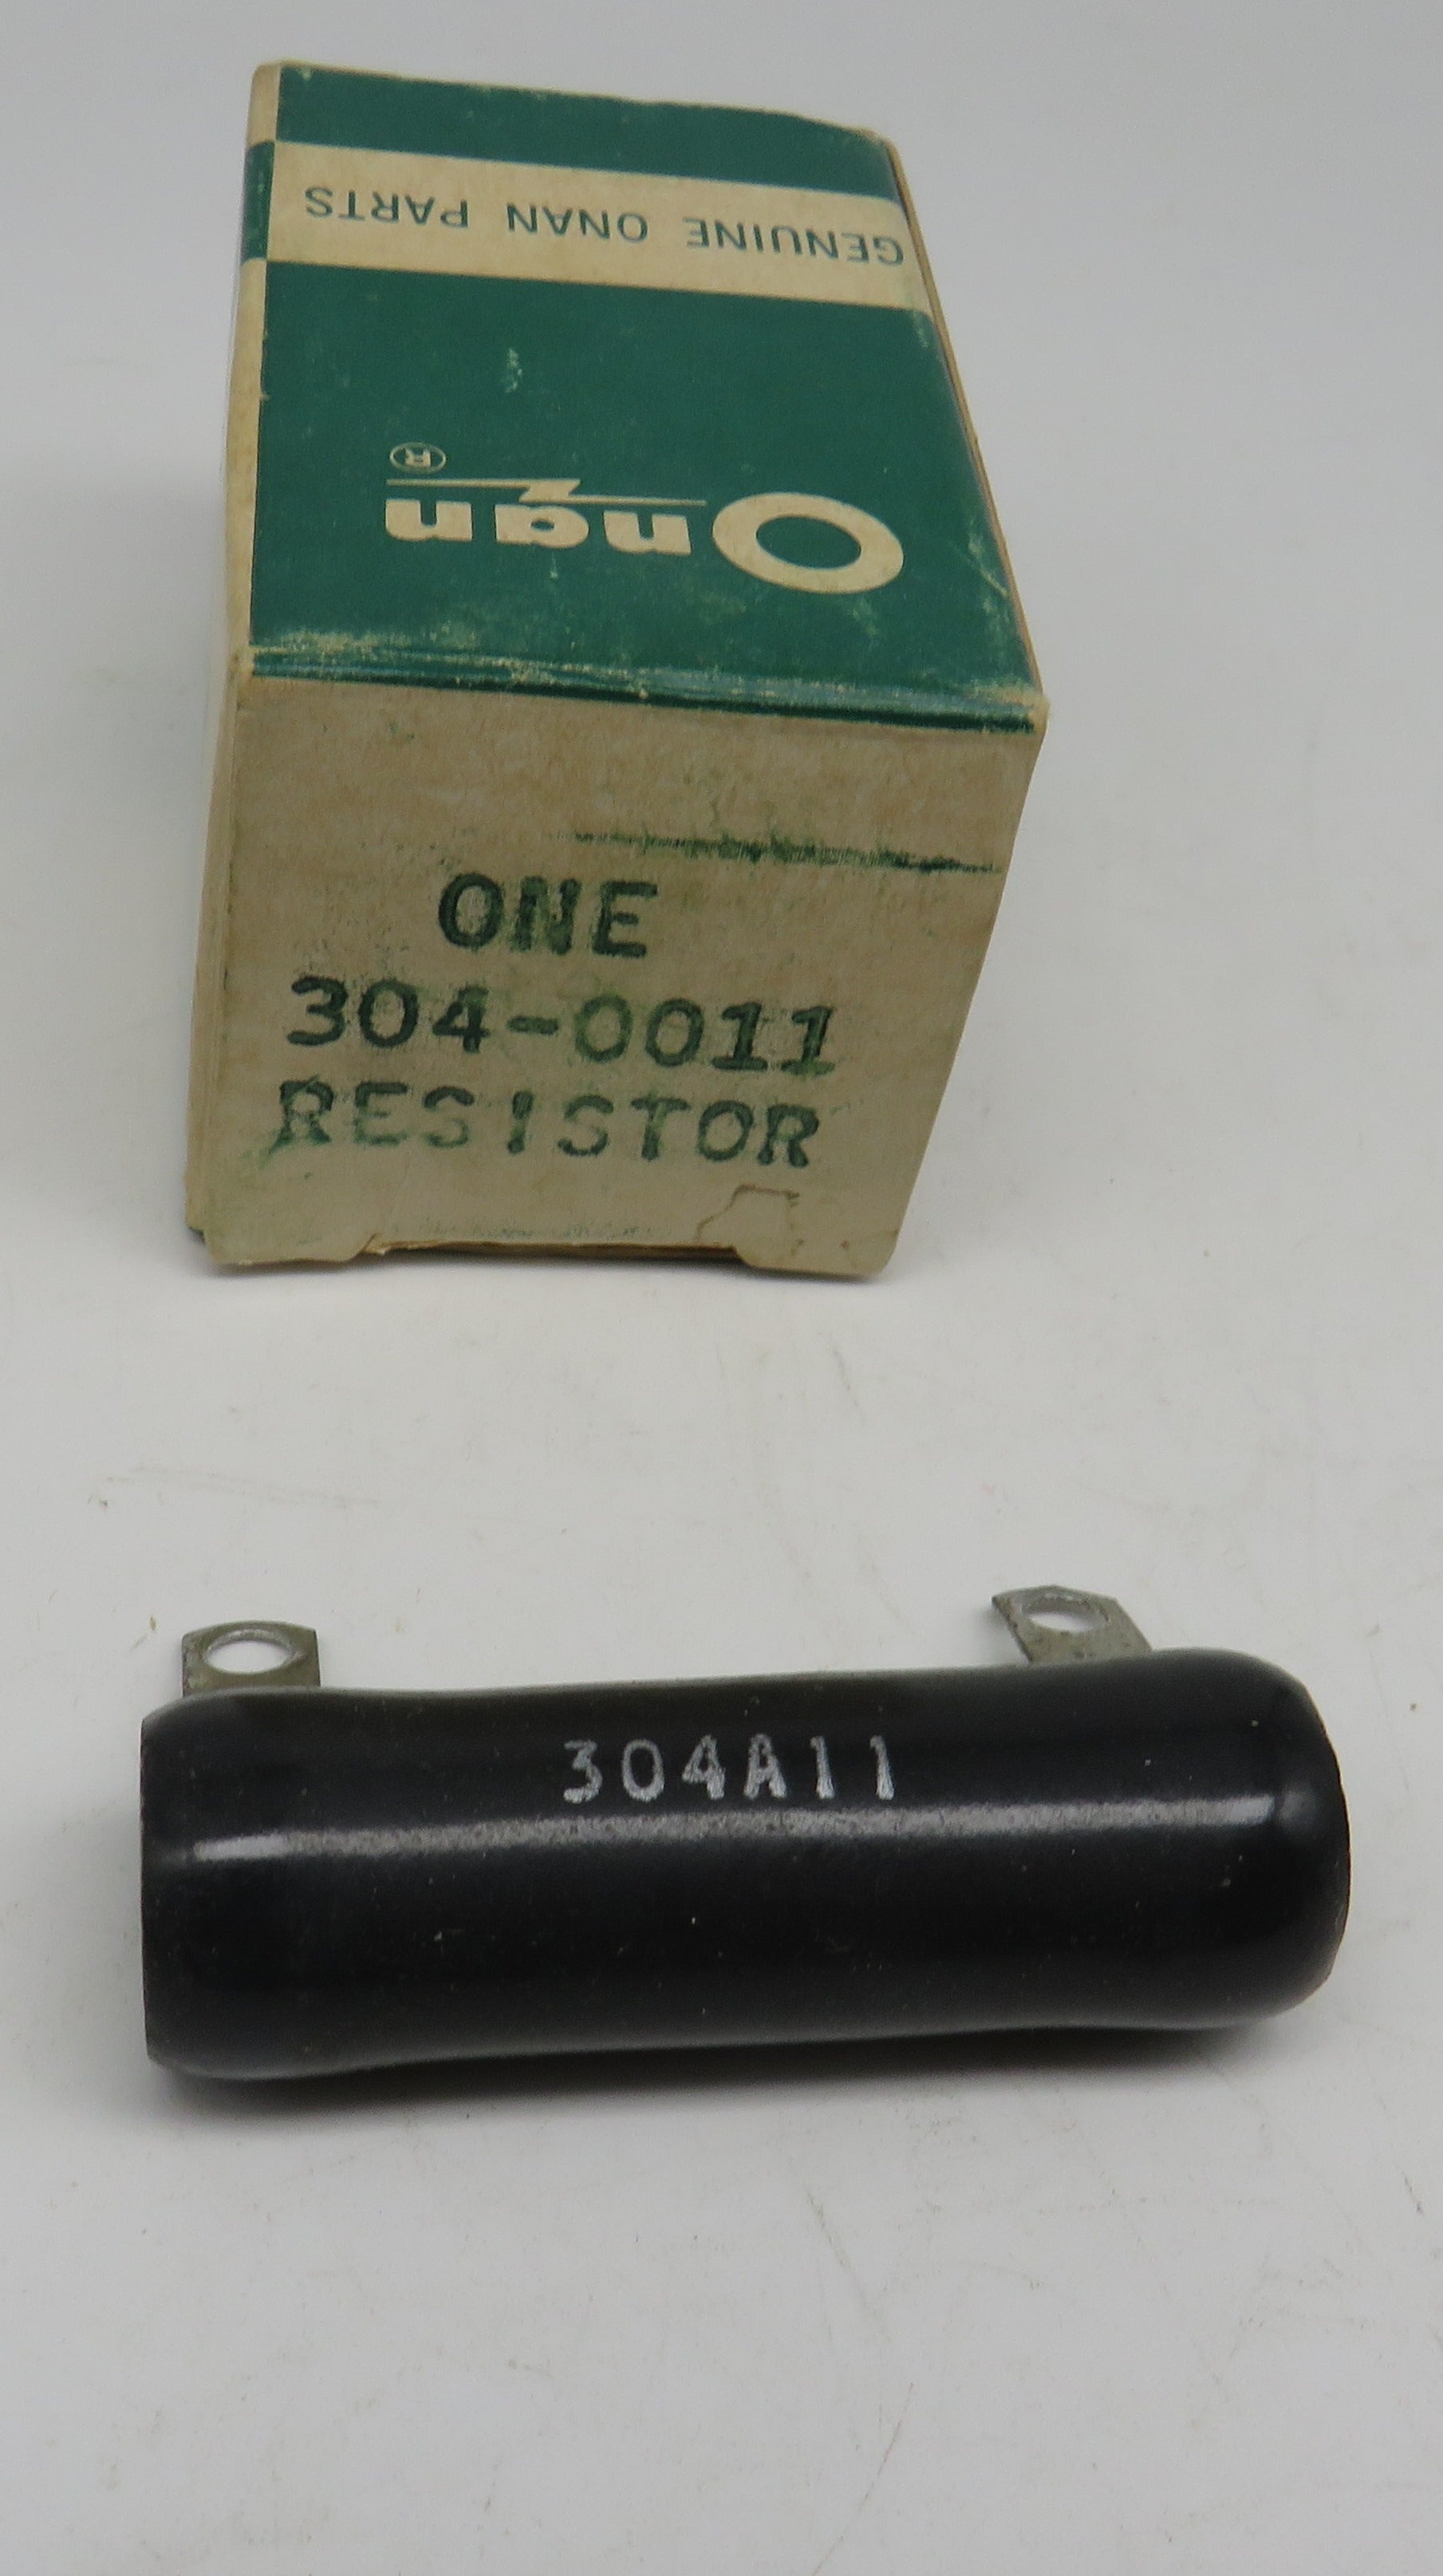 GENUINE ONAN PARTS
Onan®
ONE
304-0011
RESISTOR
304A11